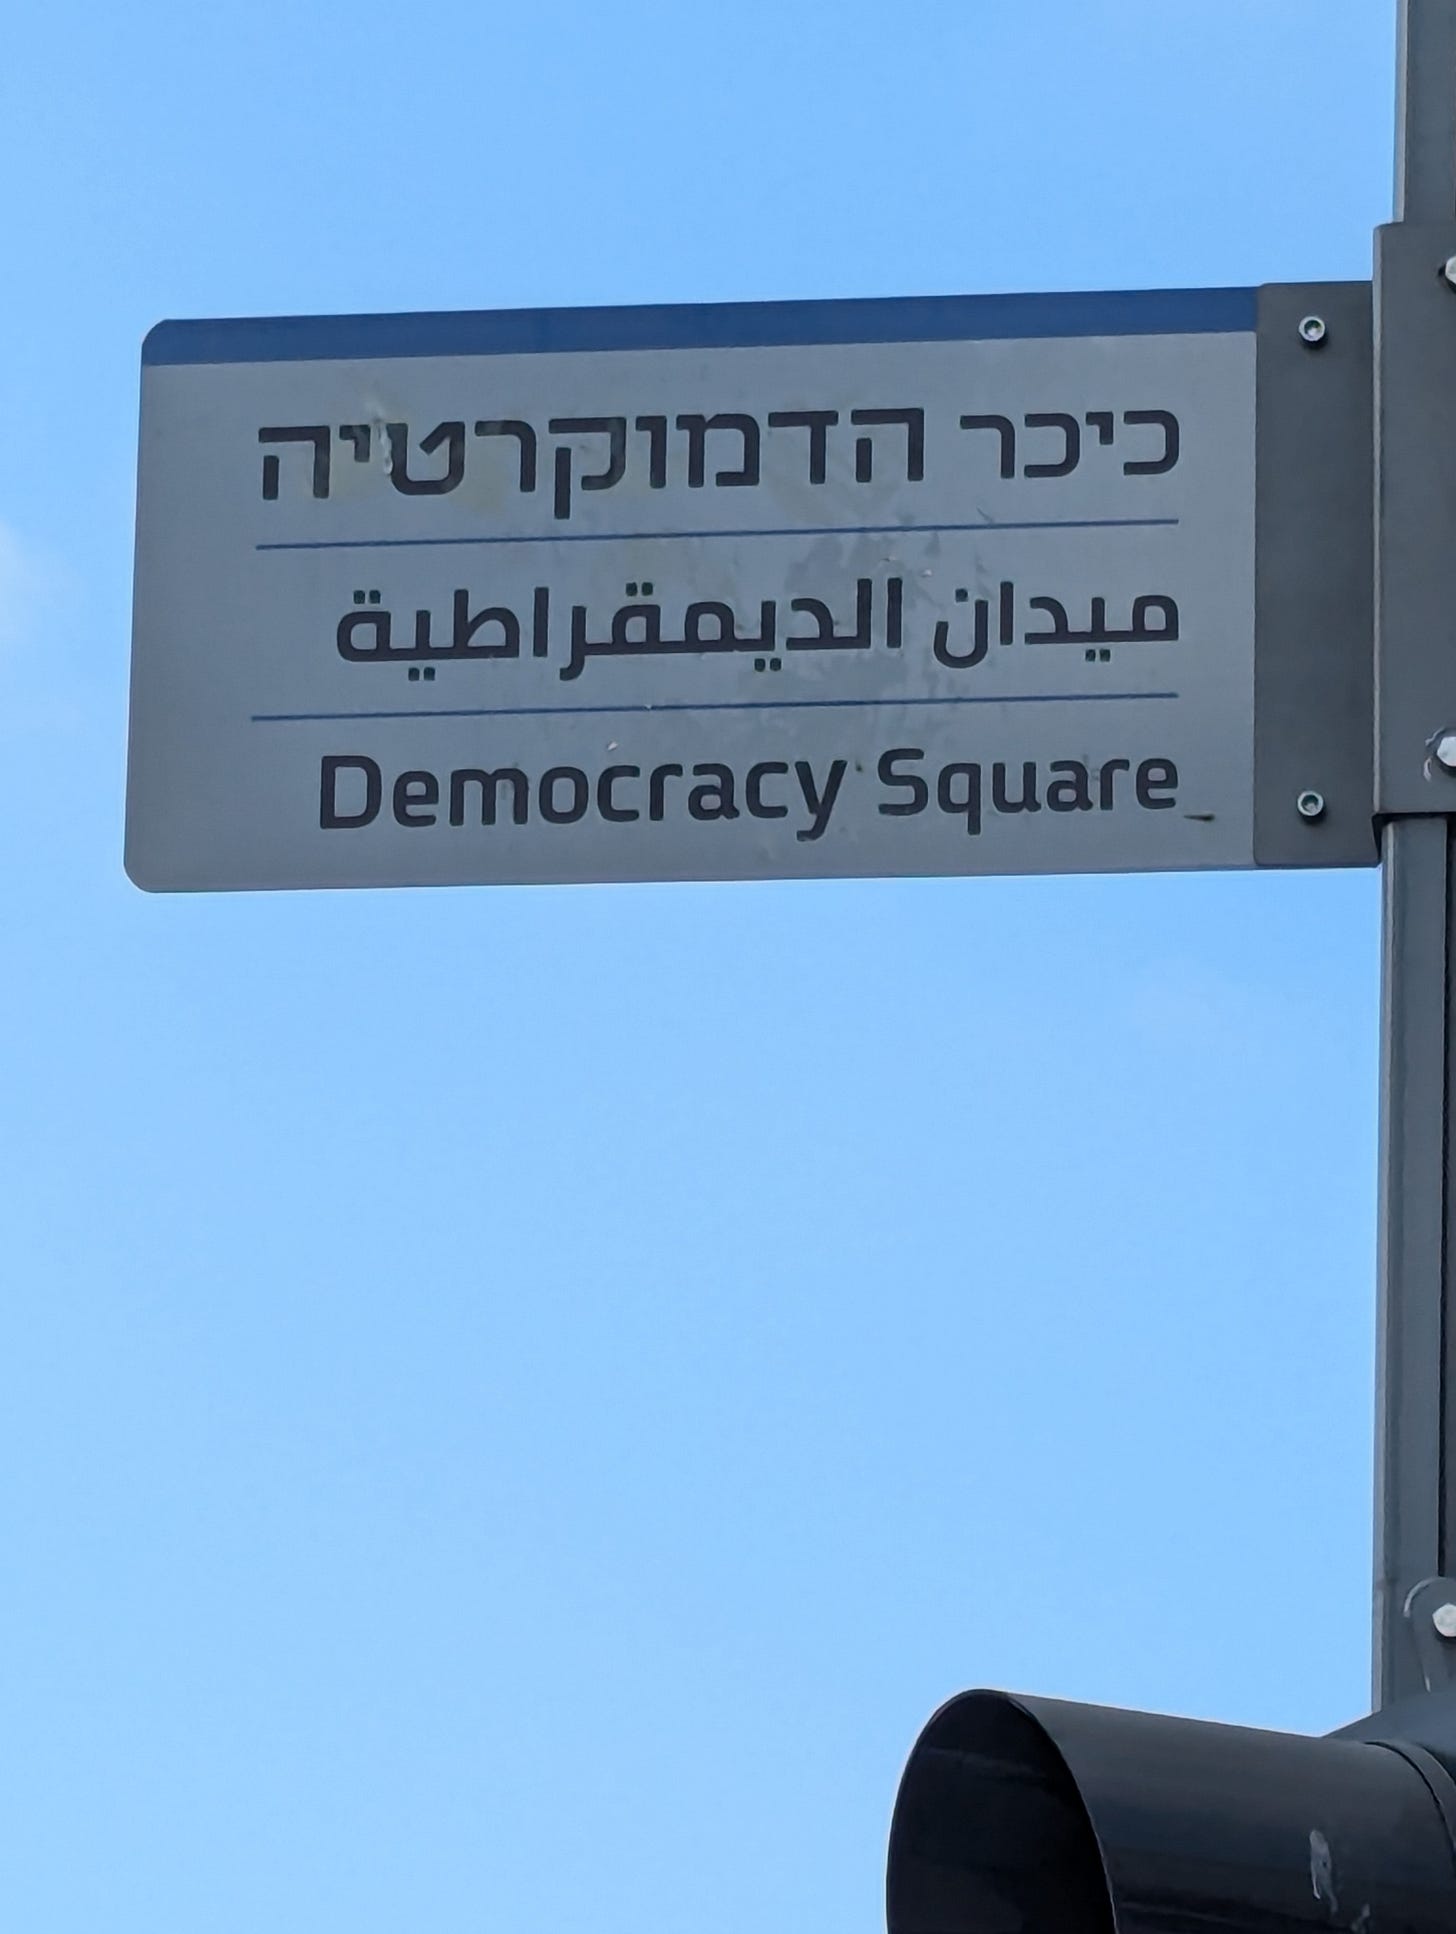 כיכר הדמוקרטיה
ميدان الديمقراطية
Democracy Square